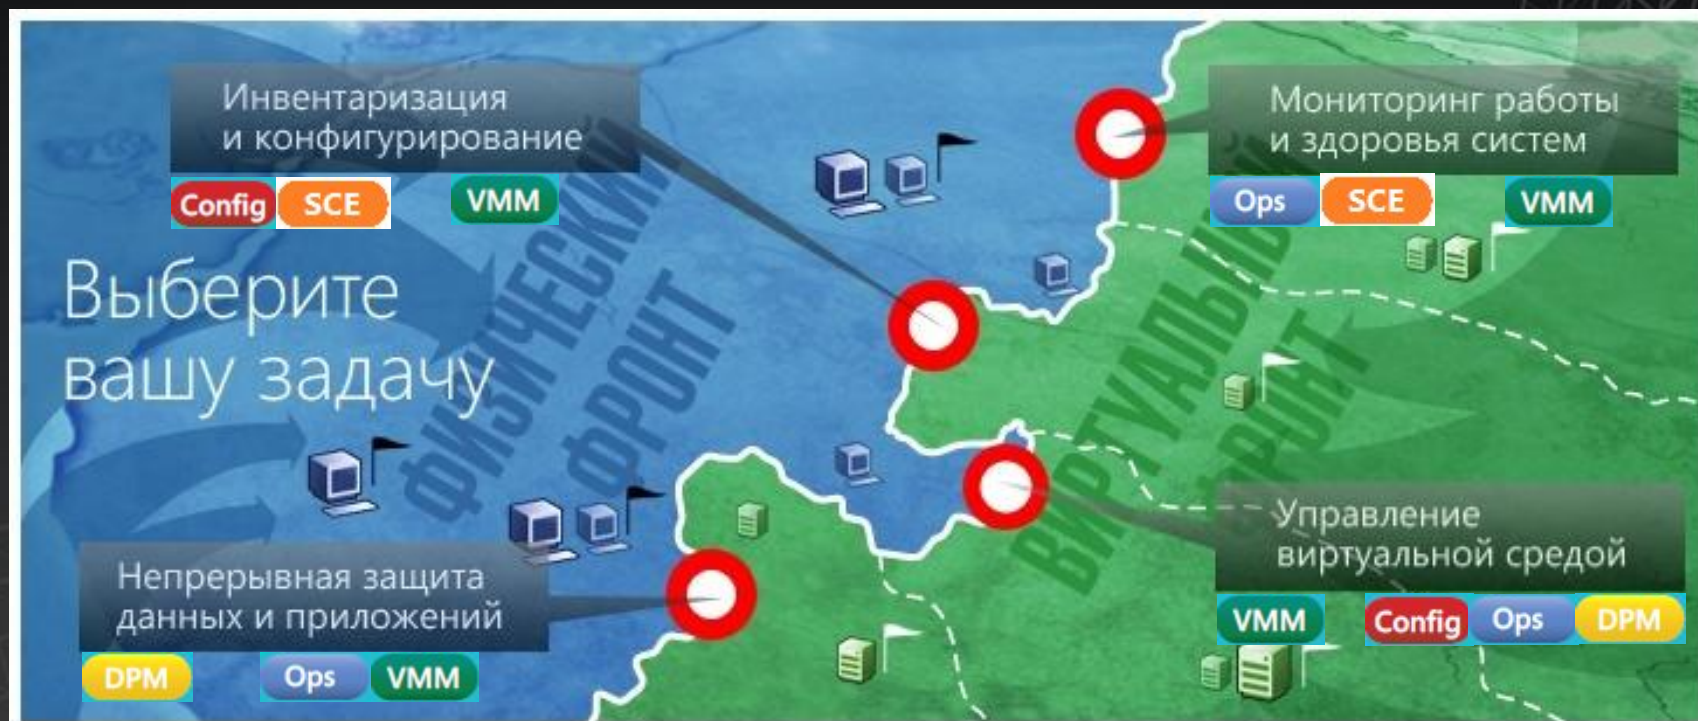 Инвентаризация
и конфигурирование
Config SCE VMM
Мониторинг работы
и здоровья систем
Ops SCE VMM
Выберите
вашу задачу
ФИЗИЧЕСКИЙ
ФРОНТ
ВИРТУАЛЬНЫЙ
ФРОНТ
Непрерывная защита
данных и приложений
DPM Ops VMM
Управление
виртуальной средой
VMM Config Ops DPM